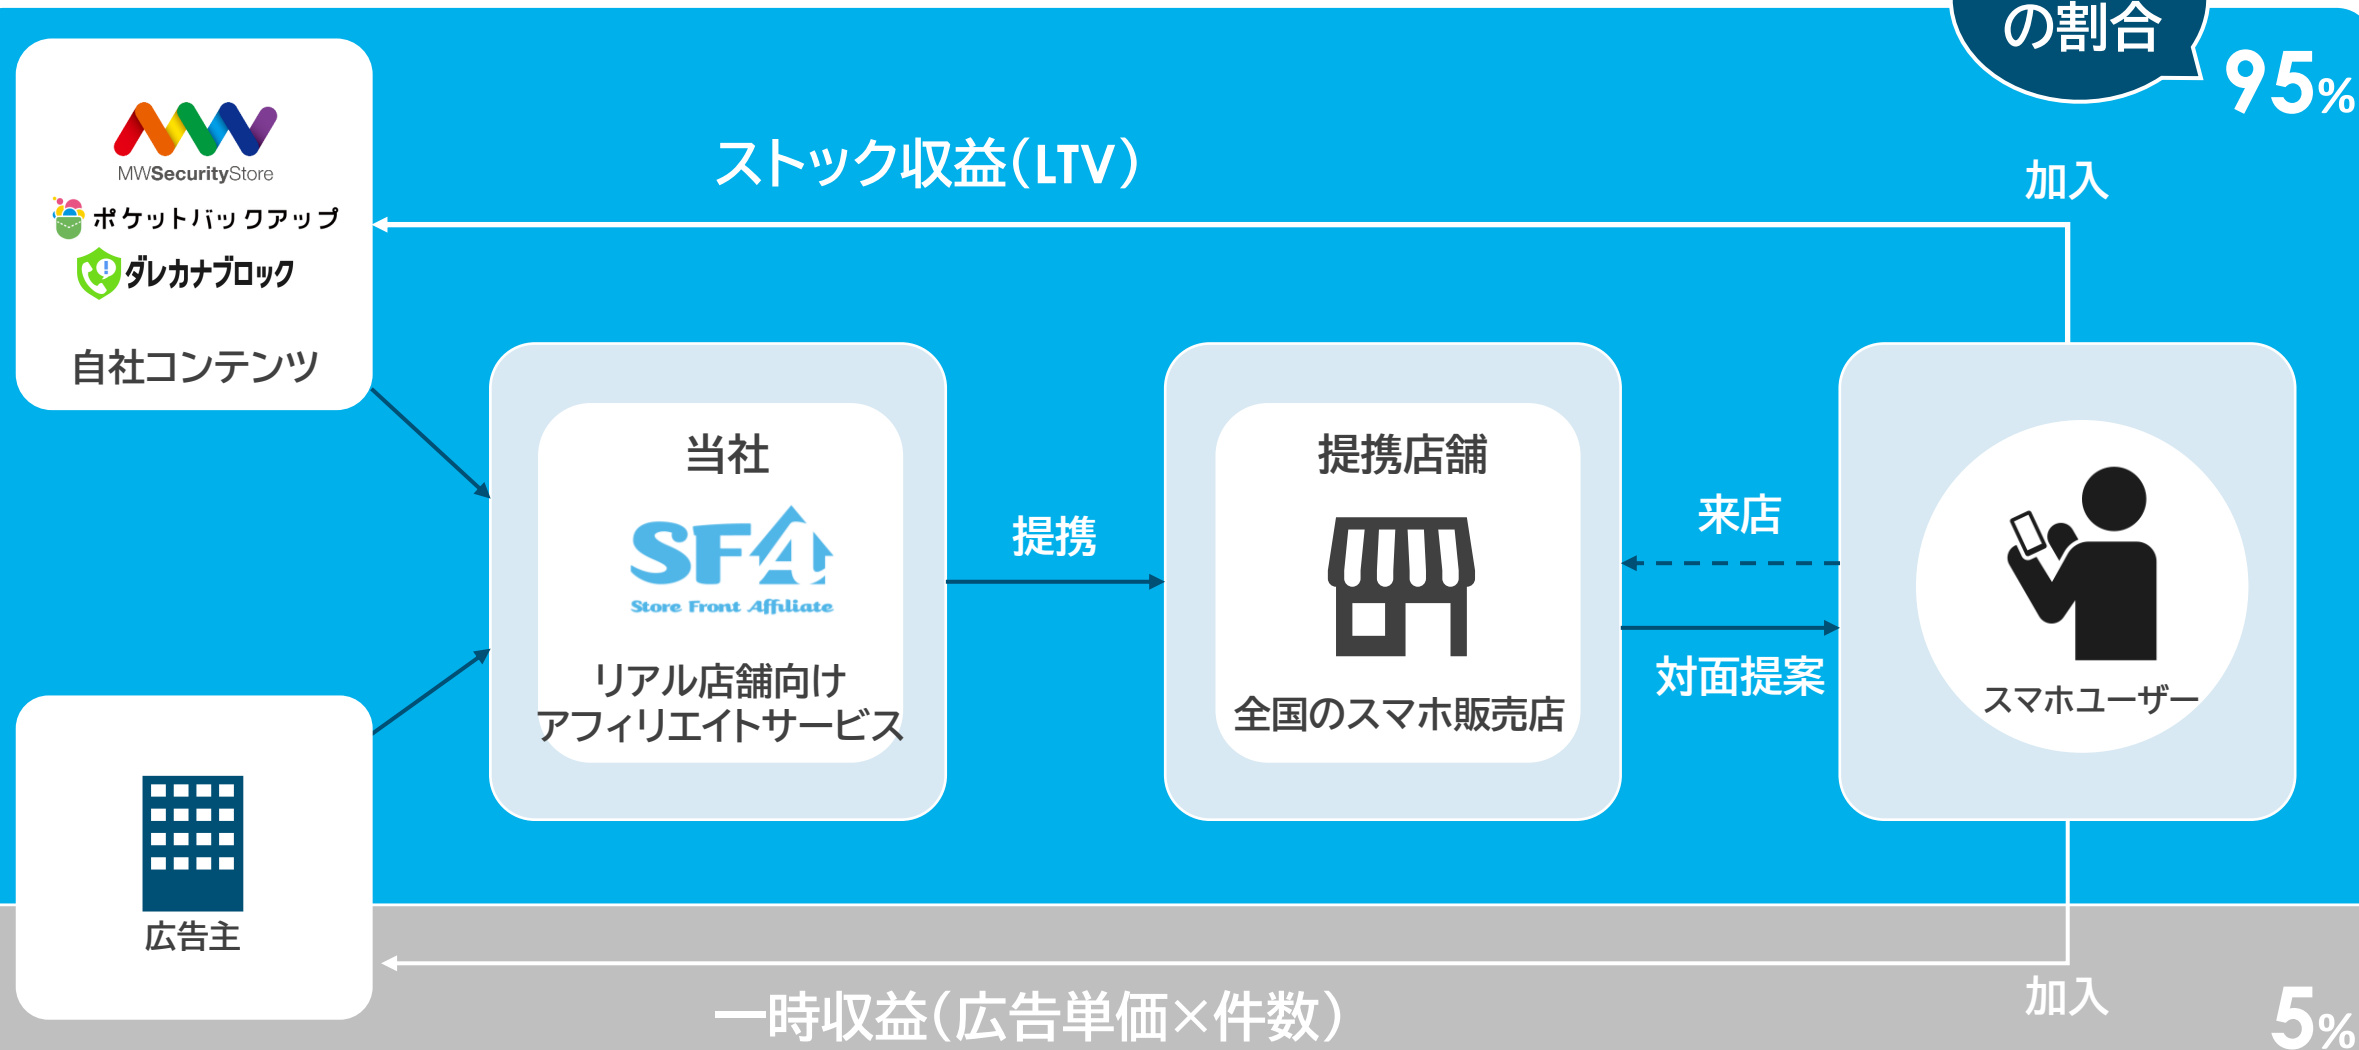 の割合
95%
MWSecurityStore
ポケットバックアップ
ダレカナブロック
自社コンテンツ
ストック収益(LTV)
加入
当社
SFA
Store Front Affiliate
リアル店舗向け
アフィリエイトサービス
提携
提携店舗
全国のスマホ販売店
来店
対面提案
スマホユーザー
広告主
一時収益(広告単価×件数)
加入
5%